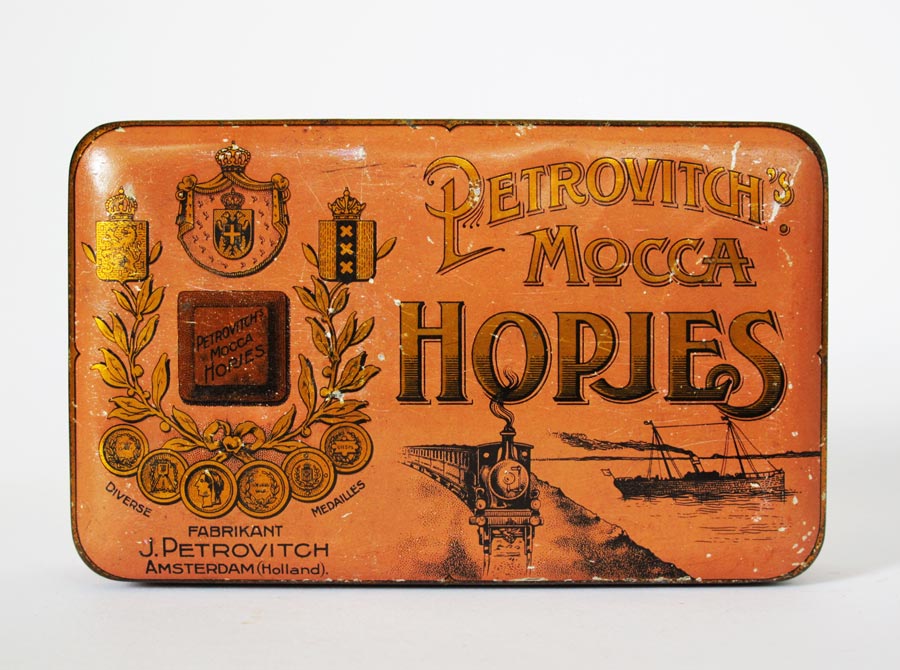 PETROVITCH'S
MOCCA
HOPJES
PETROVITCH'S
MOCCA
HOPJES
DIVERSE
MEDAILLES
FABRIKANT
J. PETROVITCH
AMSTERDAM (Holland).